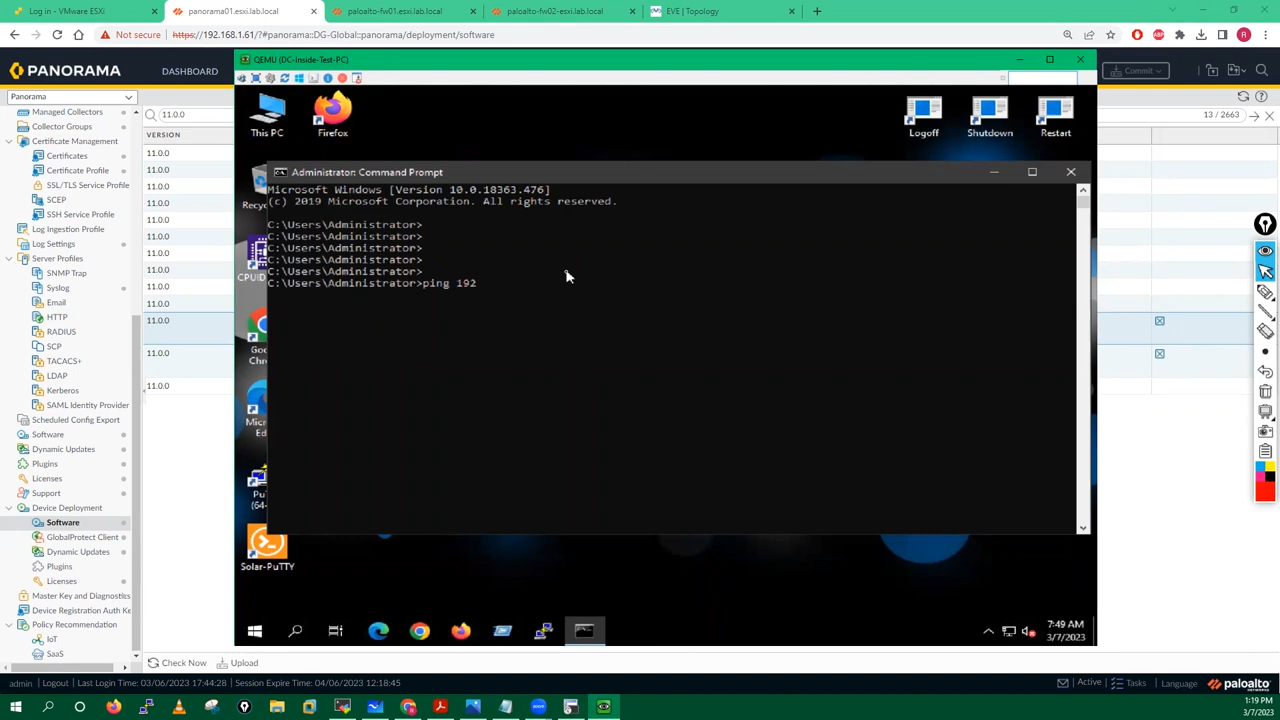 Log in - VMware ESXi
panorama01.esxi.lab.local
paloalto-fw01.esxi.lab.local
paloalto-fw02-esxi.lab.local
EVE | Topology
Not secure
https://192.168.1.61/?#panorama::DG-Global::panorama/deployment/software
QEMU (DC-Inside-Test-PC)
PANORAMA
DASHBOARD
Commit
Panorama
Managed Collectors
Collector Groups
Certificate Management
Certificates
Certificate Profile
SSL/TLS Service Profile
SCEP
SSH Service Profile
Log Ingestion Profile
Log Settings
Server Profiles
SNMP Trap
Syslog
Email
HTTP
RADIUS
SCP
TACACS+
LDAP
Kerberos
SAML Identity Provider
Scheduled Config Export
Software
Dynamic Updates
Plugins
Licenses
Support
Device Deployment
Software
GlobalProtect Client
Dynamic Updates
Plugins
Licenses
Master Key and Diagnostics
Device Registration Auth Ke
Policy Recommendation
IoT
SaaS
11.0.0
13 / 2663
VERSION
11.0.0
11.0.0
11.0.0
11.0.0
11.0.0
11.0.0
11.0.0
11.0.0
11.0.0
11.0.0
11.0.0
11.0.0
11.0.0
This PC
Firefox
Logoff
Shutdown
Restart
Recyc
CPUID
Goo
Chr
Micr
Ed
Pu
(64-
Solar-PuTTY
Administrator: Command Prompt
Microsoft Windows [Version 10.0.18363.476]
(c) 2019 Microsoft Corporation. All rights reserved.
C:\Users\Administrator>
C:\Users\Administrator>
C:\Users\Administrator>
C:\Users\Administrator>
C:\Users\Administrator>
C:\Users\Administrator>ping 192
7:49 AM
3/7/2023
Check Now
Upload
admin | Logout | Last Login Time: 03/06/2023 17:44:28 | Session Expire Time: 04/06/2023 12:18:45
Active
Tasks
Language
paloalto
1:19 PM
3/7/2023